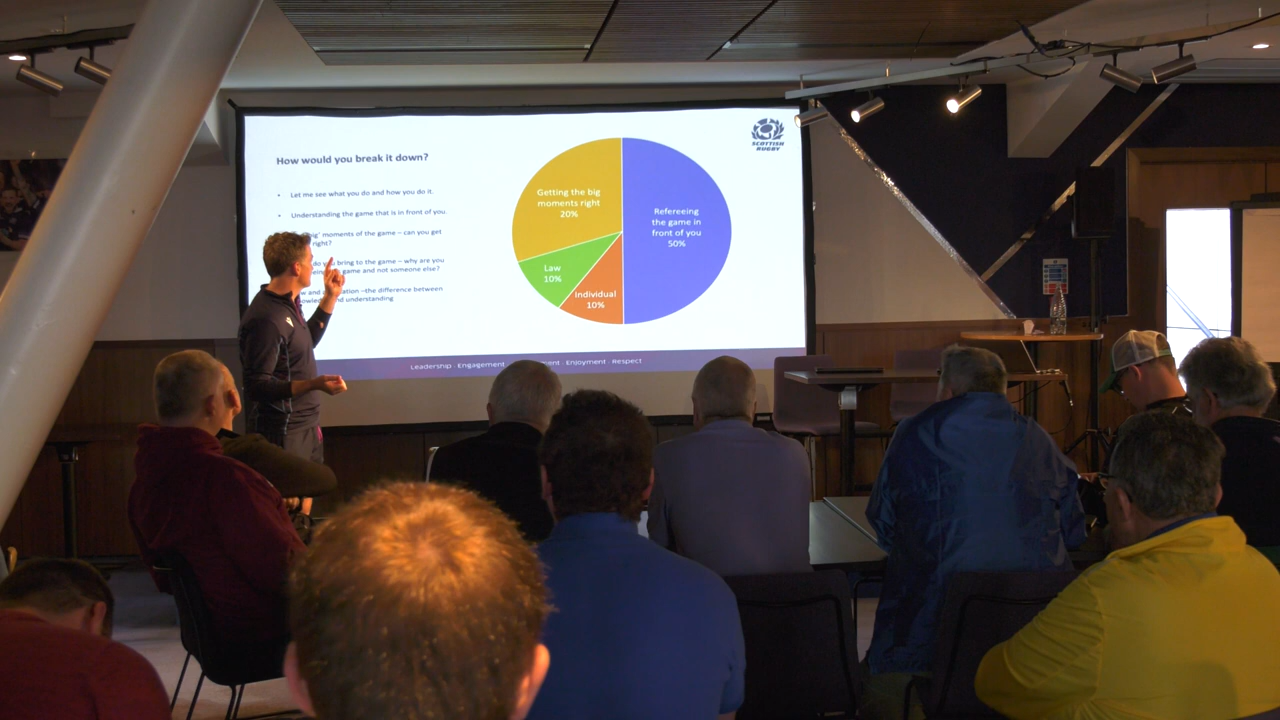 How would you break it down?
Let me see what you do and how you do it.
Understanding the game that is in front of you
big' moments of the game – can you get
right?
do you bring to the game – why are you
game and not someone else?
and – the difference between
and understanding
Getting the big
moments right
20%
Refereeing
the game in
front of you
50%
Law
10%
Individual
10%
SCOTTISH
RUGBY
Leadership . Engagement . . Enjoyment . Respect